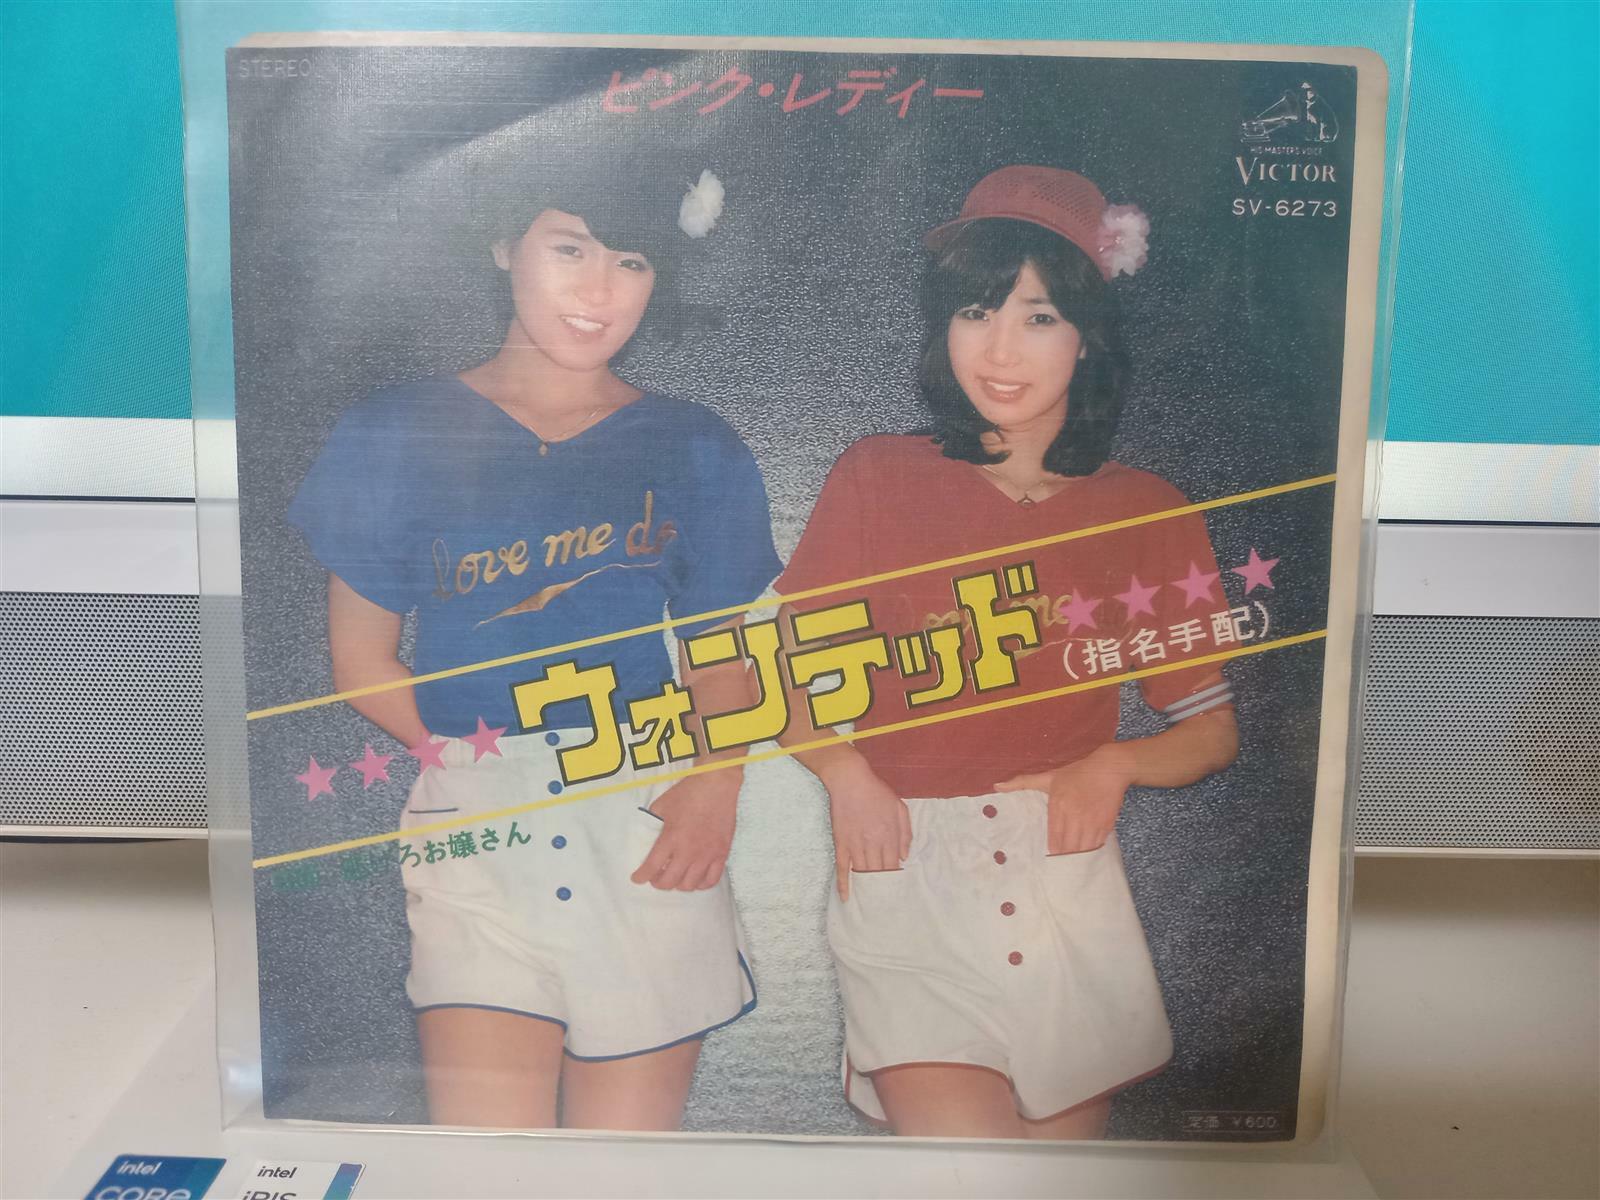 STEREO
ピンク・レディー
HIS MASTER'S VOICE
VICTOR
SV-6273
love me do
me
ウォンテッド
(指名手配)
ろお嬢さん
定価 ¥600
intel
CORE
intel
iRIS